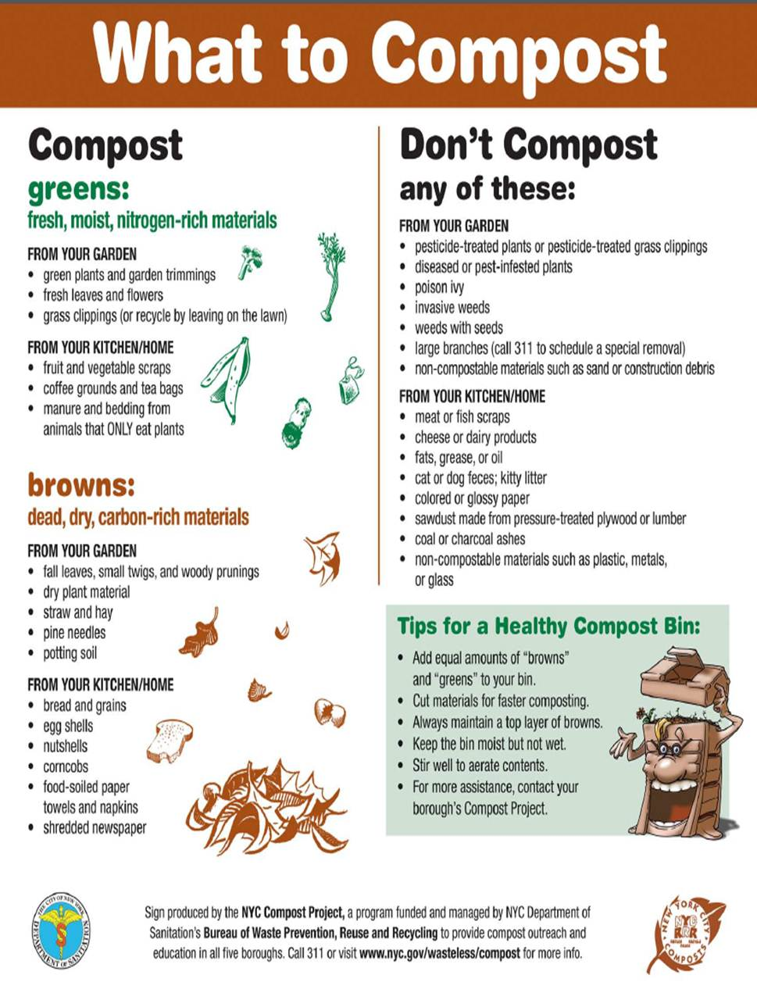 What to Compost
Compost
greens:
fresh, moist, nitrogen-rich materials
FROM YOUR GARDEN
• green plants and garden trimmings
• fresh leaves and flowers
• grass clippings (or recycle by leaving on the lawn)
FROM YOUR KITCHEN/HOME
• fruit and vegetable scraps
• coffee grounds and tea bags
• manure and bedding from
animals that ONLY eat plants
browns:
dead, dry, carbon-rich materials
FROM YOUR GARDEN
• fall leaves, small twigs, and woody prunings
• dry plant material
• straw and hay
• pine needles
• potting soil
FROM YOUR KITCHEN/HOME
• bread and grains
• egg shells
• nutshells
• corncobs
• food-soiled paper
towels and napkins
• shredded newspaper
Don't Compost
any of these:
FROM YOUR GARDEN
• pesticide-treated plants or pesticide-treated grass clippings
• diseased or pest-infested plants
• poison ivy
• invasive weeds
• weeds with seeds
• large branches (call 311 to schedule a special removal)
• non-compostable materials such as sand or construction debris
FROM YOUR KITCHEN/HOME
• meat or fish scraps
• cheese or dairy products
• fats, grease, or oil
• cat or dog feces; kitty litter
• colored or glossy paper
• sawdust made from pressure-treated plywood or lumber
• coal or charcoal ashes
• non-compostable materials such as plastic, metals,
or glass
Tips for a Healthy Compost Bin:
• Add equal amounts of “browns”
and “greens” to your bin.
• Cut materials for faster composting.
• Always maintain a top layer of browns.
• Keep the bin moist but not wet.
• Stir well to aerate contents.
• For more assistance, contact your
borough's Compost Project.
THE CITY OF NEW YORK
DEPARTMENT OF SANITATION
Sign produced by the NYC Compost Project, a program funded and managed by NYC Department of
Sanitation's Bureau of Waste Prevention, Reuse and Recycling to provide compost outreach and
education in all five boroughs. Call 311 or visit www.nyc.gov/wasteless/compost for more info.
NEW YORK CITY
NYC
RRR
COMPOSTS